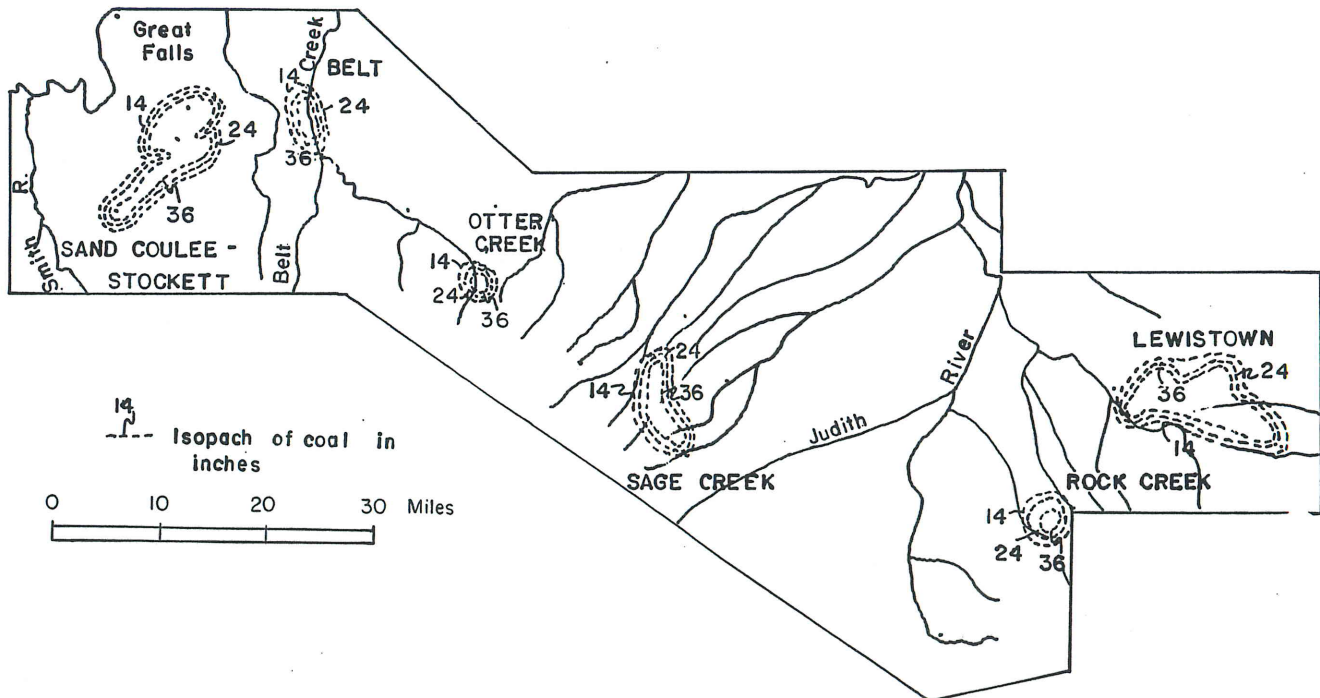 Great
Falls
Creek
BELT
14
24
36
14
24
36
Smith R.
SAND COULEE -
STOCKETT
Belt
OTTER
CREEK
14
24
36
24
14
36
SAGE CREEK
Judith River
LEWISTOWN
24
36
14
ROCK CREEK
14
24
36
14
Isopach of coal in
inches
0 10 20 30 Miles